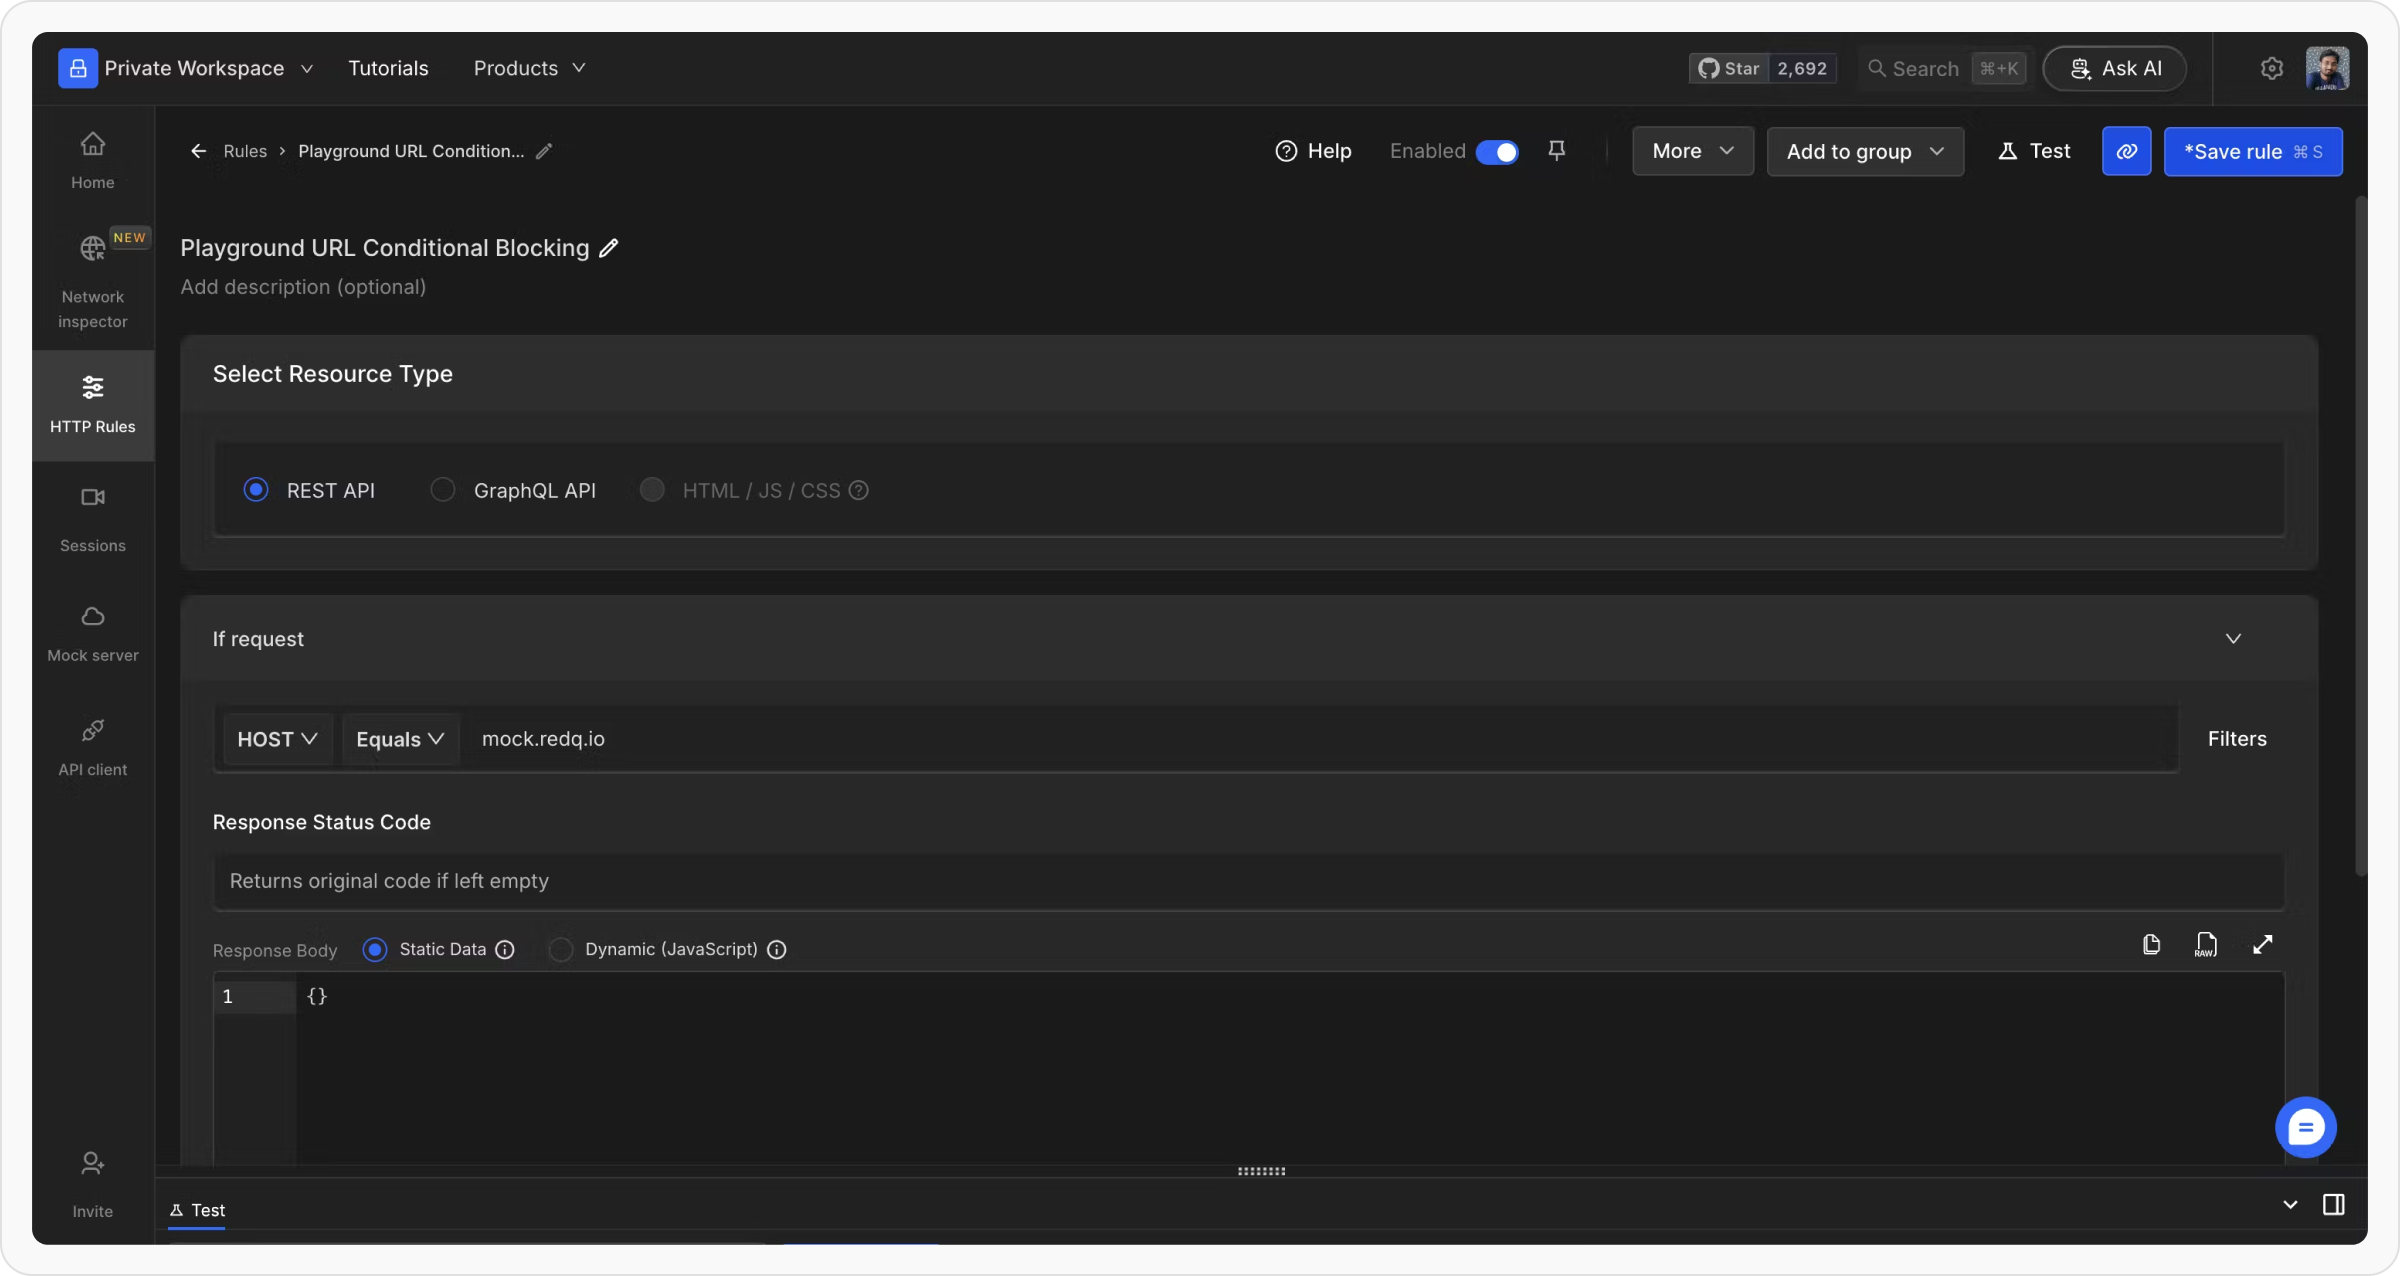 Private Workspace Tutorials Products Star 2,692 Search ⌘+K Ask AI
Home
NEW
Network
inspector
HTTP Rules
Sessions
Mock server
API client
Invite
Rules > Playground URL Condition... Help Enabled More Add to group Test *Save rule ⌘ S
Playground URL Conditional Blocking
Add description (optional)
Select Resource Type
REST API GraphQL API HTML / JS / CSS
If request
HOST Equals mock.redq.io Filters
Response Status Code
Returns original code if left empty
Response Body Static Data Dynamic (JavaScript) RAW
1 {}
Test